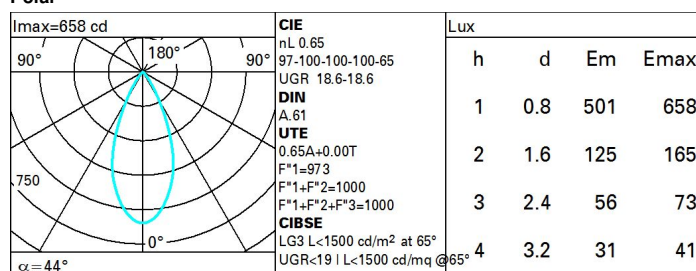 Imax=658 cd
90° 180° 90°
750
0°
α=44°
CIE
nL 0.65
97-100-100-100-65
UGR 18.6-18.6
DIN
A.61
UTE
0.65A+0.00T
F"1=973
F"1+F"2=1000
F"1+F"2+F"3=1000
CIBSE
LG3 L<1500 cd/m² at 65°
UGR<19 | L<1500 cd/mq @65°
Lux
h d Em Emax
1 0.8 501 658
2 1.6 125 165
3 2.4 56 73
4 3.2 31 41